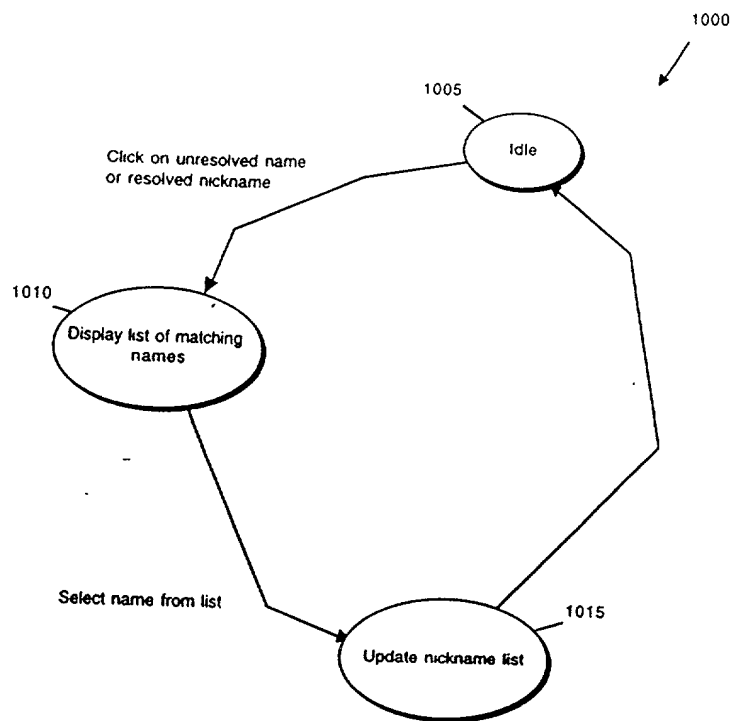 1000
1005
Idle
Click on unresolved name
or resolved nickname
1010
Display list of matching
names
Select name from list
1015
Update nickname list